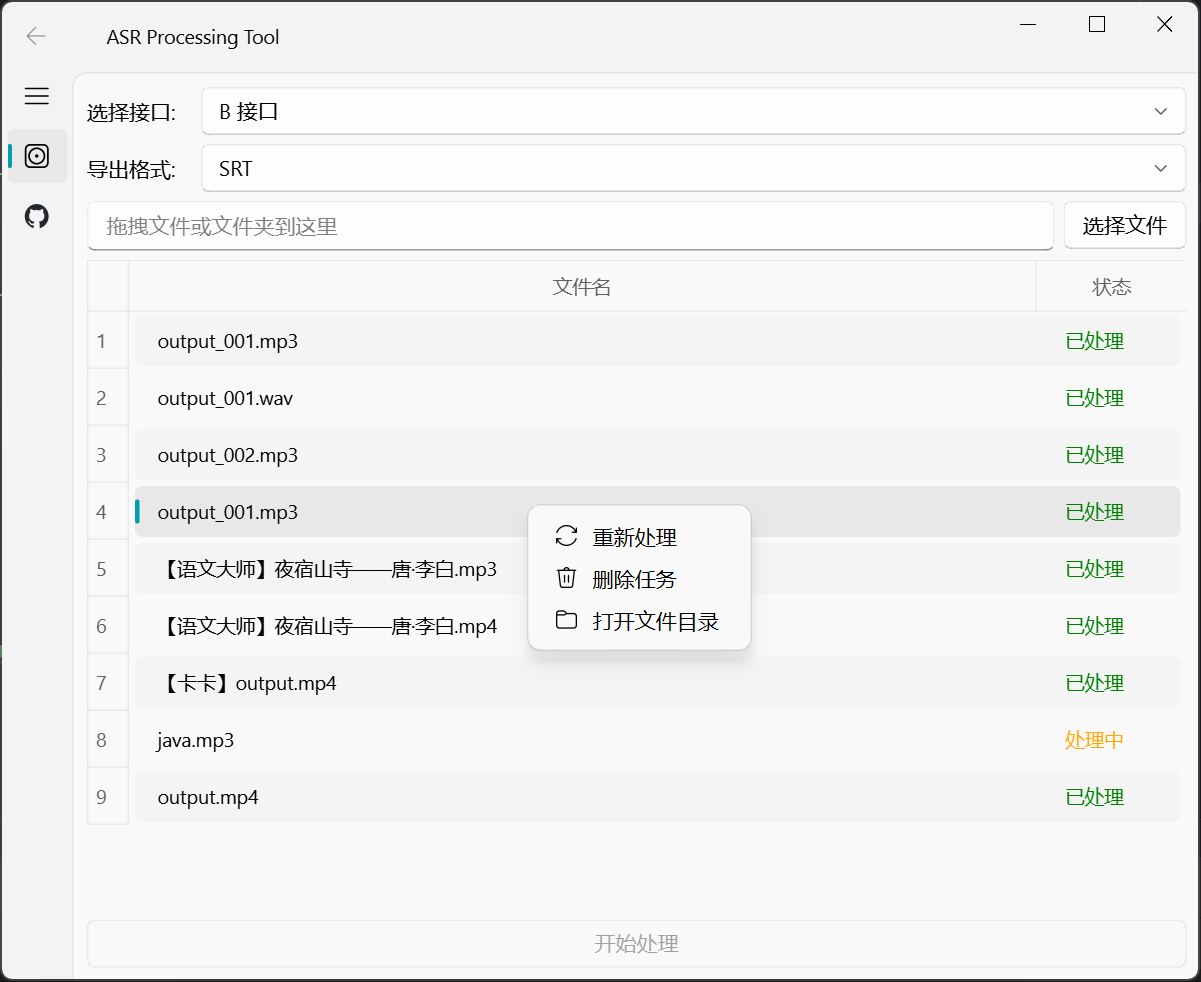 ASR Processing Tool
选择接口: B 接口
导出格式: SRT
拖拽文件或文件夹到这里 选择文件
文件名 状态
1 output_001.mp3 已处理
2 output_001.wav 已处理
3 output_002.mp3 已处理
4 output_001.mp3 已处理
重新处理
删除任务
打开文件目录
5 【语文大师】夜宿山寺——唐·李白.mp3 已处理
6 【语文大师】夜宿山寺——唐·李白.mp4 已处理
7 【卡卡】output.mp4 已处理
8 java.mp3 处理中
9 output.mp4 已处理
开始处理